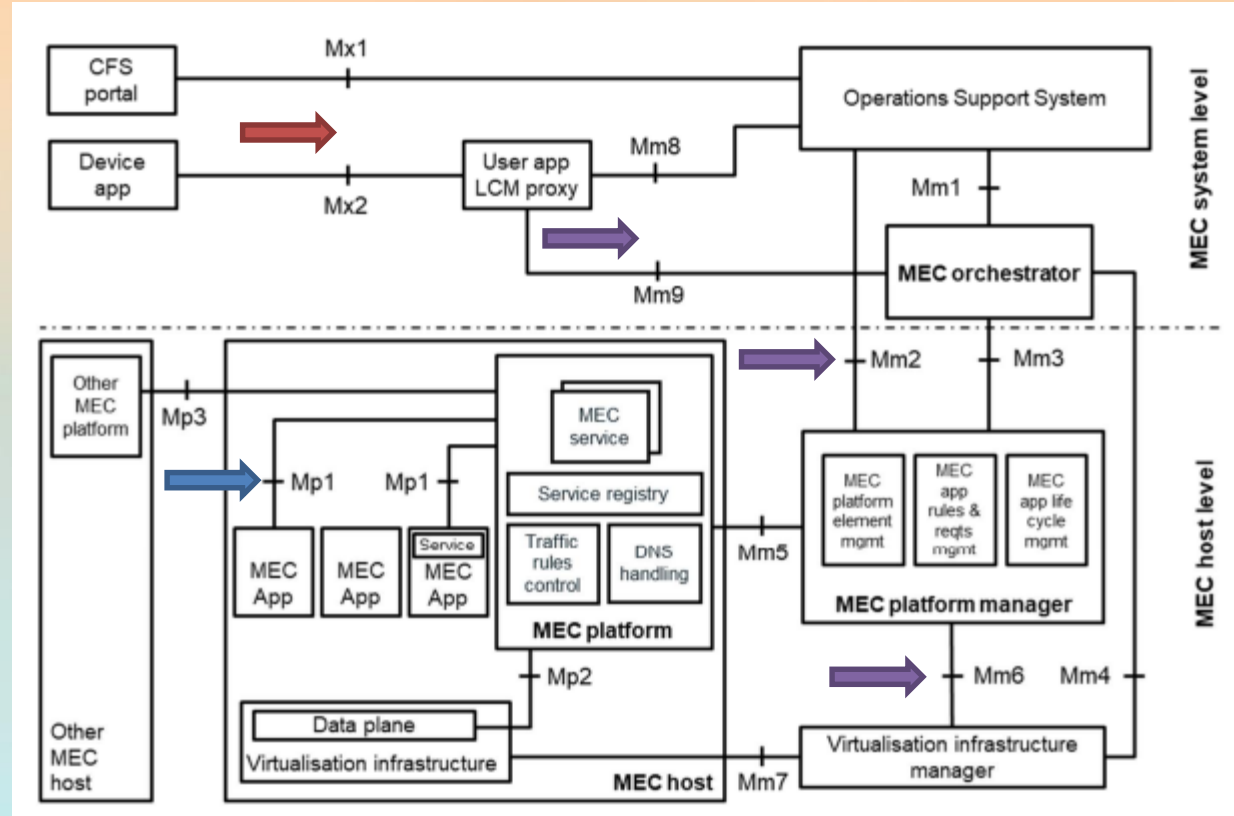 Mx1
CFS
portal
Operations Support System
Device
app
Mx2
User app
LCM proxy
Mm8
Mm1
MEC orchestrator
Mm9
MEC system level
Other
MEC
platform
Mp3
Mm2
Mm3
MEC
service
Mp1
Mp1
Service registry
Traffic
rules
control
DNS
handling
MEC platform
Service
MEC
App
MEC
App
MEC
App
Mm5
MEC
platform
element
mgmt
MEC
app
rules &
reqts
mgmt
MEC
app life
cycle
mgmt
MEC platform manager
MEC host level
Mp2
Mm6
Mm4
Data plane
Virtualisation infrastructure
Other
MEC
host
MEC host
Mm7
Virtualisation infrastructure
manager